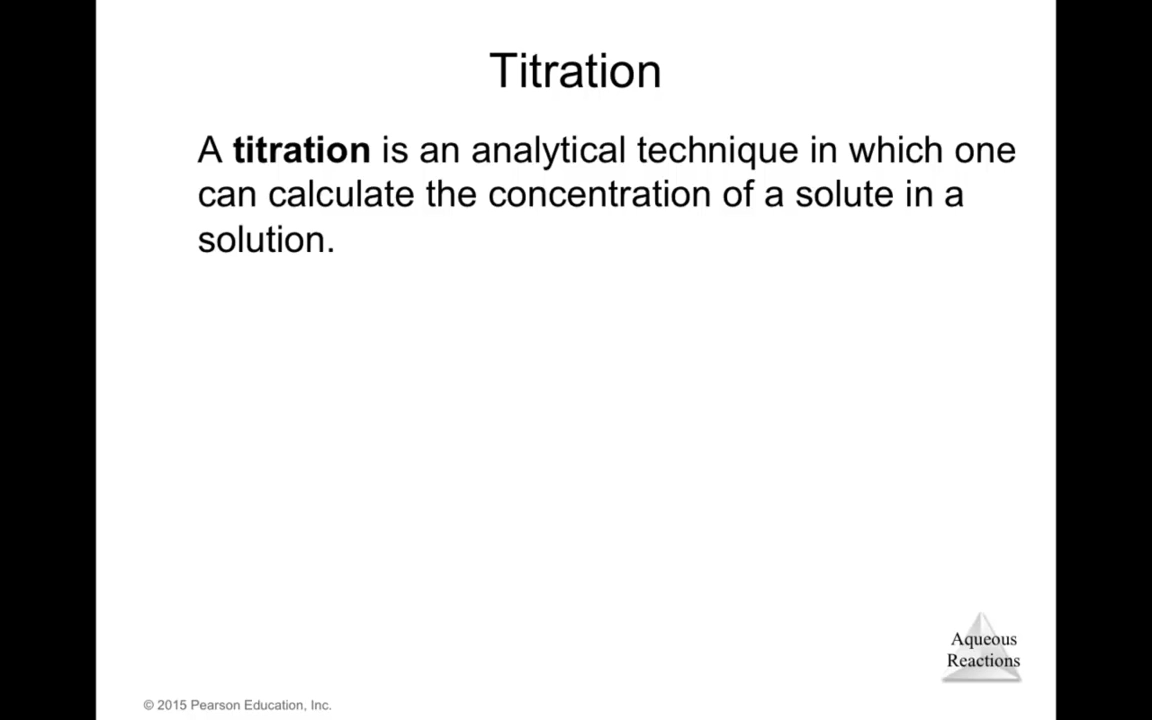 Titration
A titration is an analytical technique in which one
can calculate the concentration of a solute in a
solution.
Aqueous
Reactions
© 2015 Pearson Education, Inc.